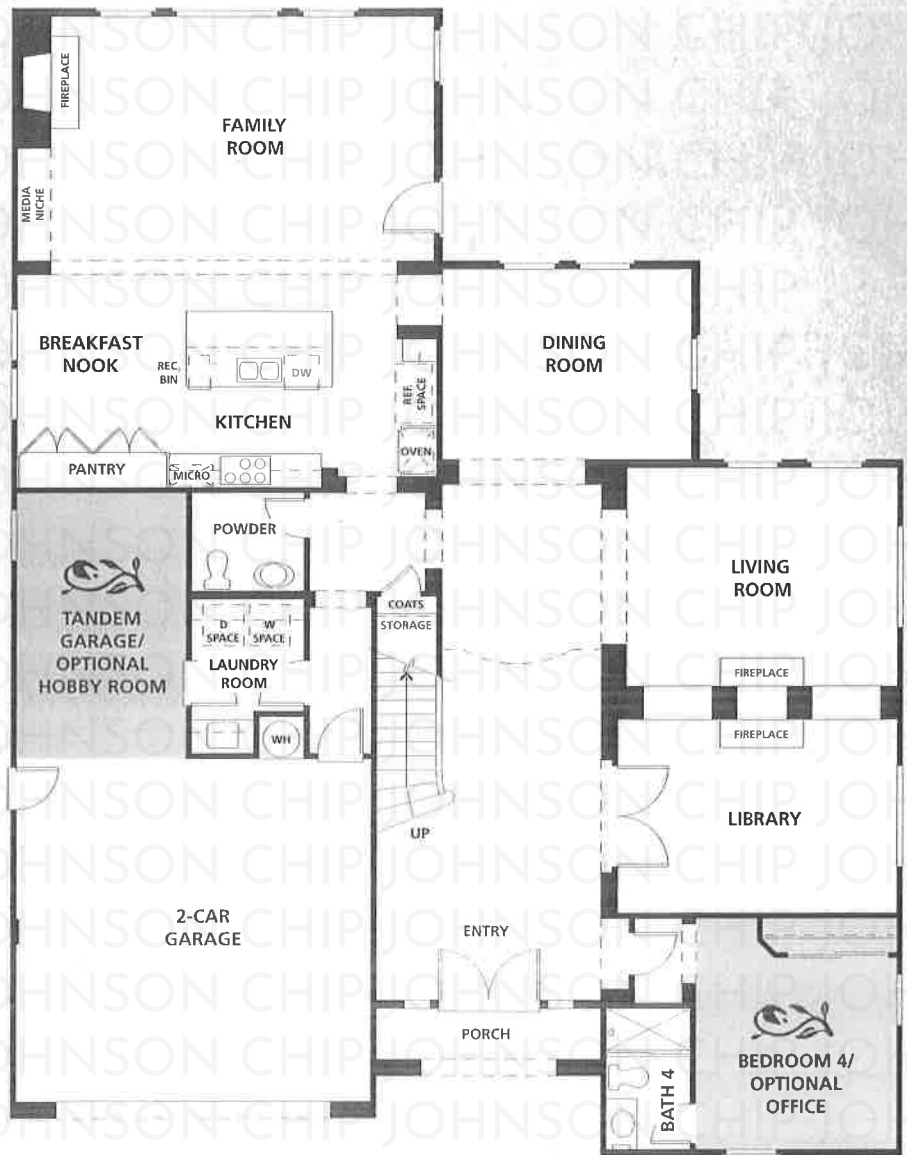 FIREPLACE
FAMILY
ROOM
MEDIA
NICHE
BREAKFAST
NOOK
REC.
BIN
DW
KITCHEN
REF.
SPACE
OVEN
PANTRY
MICRO
DINING
ROOM
POWDER
TANDEM
GARAGE/
OPTIONAL
HOBBY ROOM
D
SPACE
W
SPACE
LAUNDRY
ROOM
WH
COATS
STORAGE
UP
LIVING
ROOM
FIREPLACE
FIREPLACE
LIBRARY
2-CAR
GARAGE
ENTRY
PORCH
BATH 4
BEDROOM 4/
OPTIONAL
OFFICE
CHIP JOHNSON